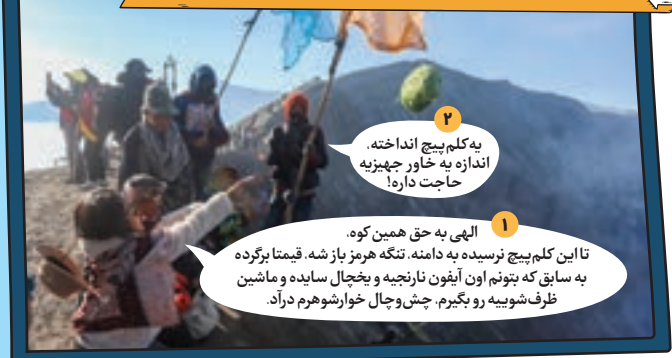 ۲
یه کلم‌پیچ انداخته،
اندازه یه خاور جهیزیه
حاجت داره!
۱
الهی به حق همین کوه،
تا این کلم‌پیچ نرسیده به دامنه، تنگه هرمز باز شه، قیمتا برگرده
به سابق که بتونم اون آیفون نارنجیه و یخچال سایده و ماشین
ظرف‌شوییه رو بگیرم، چش‌وچال خوارشوهرم درآد.